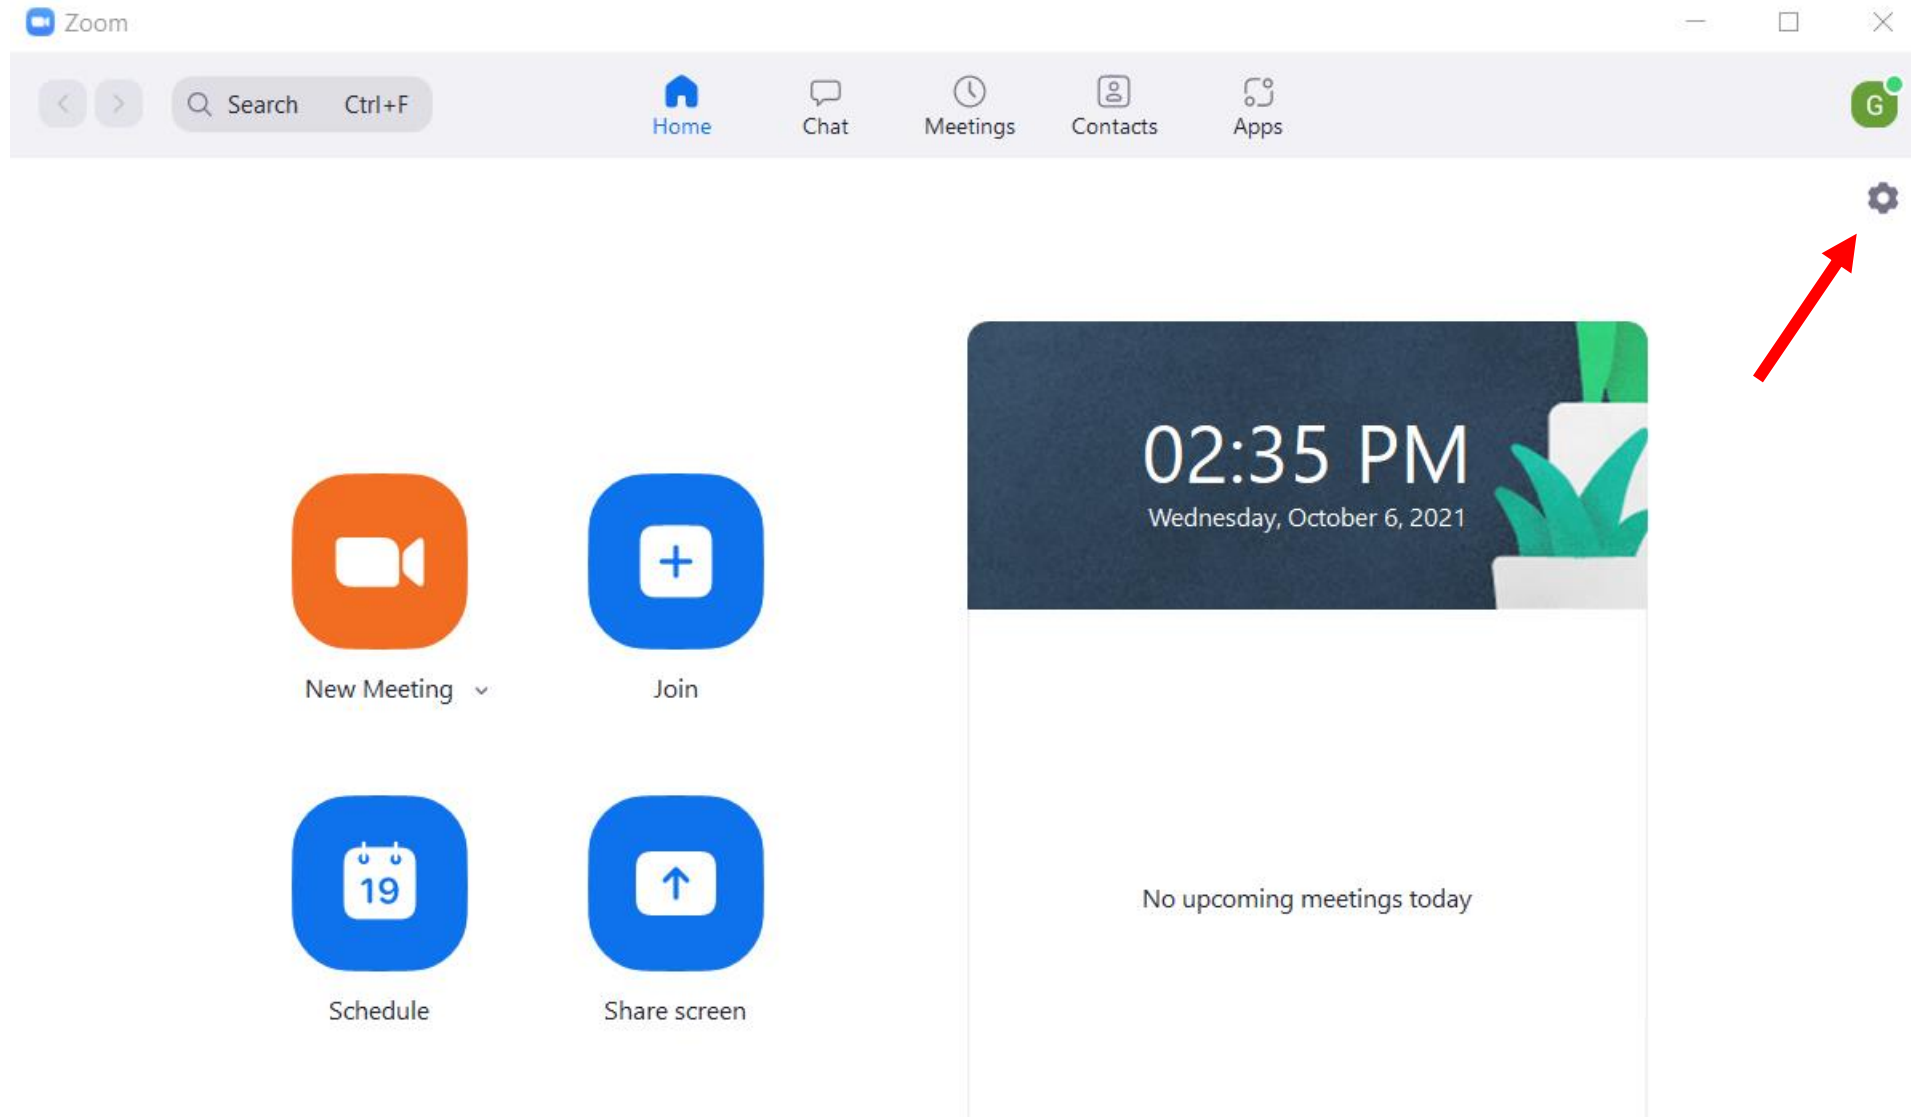 Zoom
Search Ctrl+F
Home
Chat
Meetings
Contacts
Apps
G
02:35 PM
Wednesday, October 6, 2021
New Meeting
Join
19
Schedule
Share screen
No upcoming meetings today